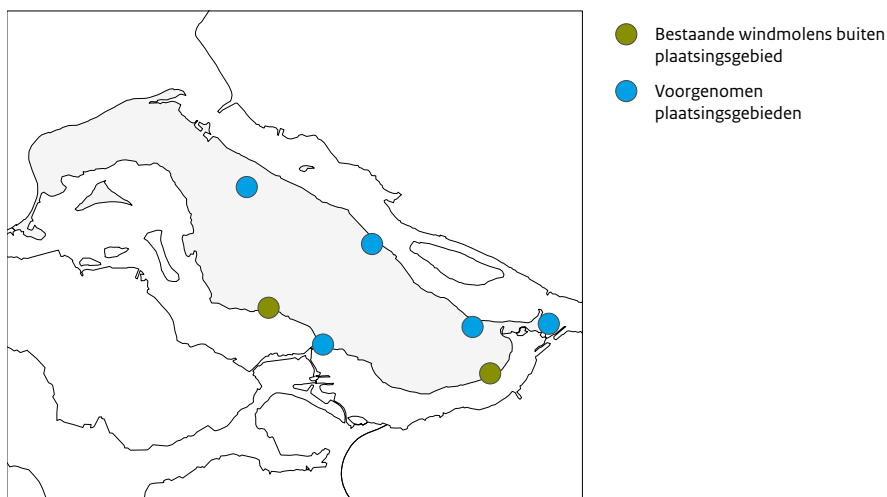 Bestaande windmolens buiten
plaatsingsgebied
Voorgenomen
plaatsingsgebieden